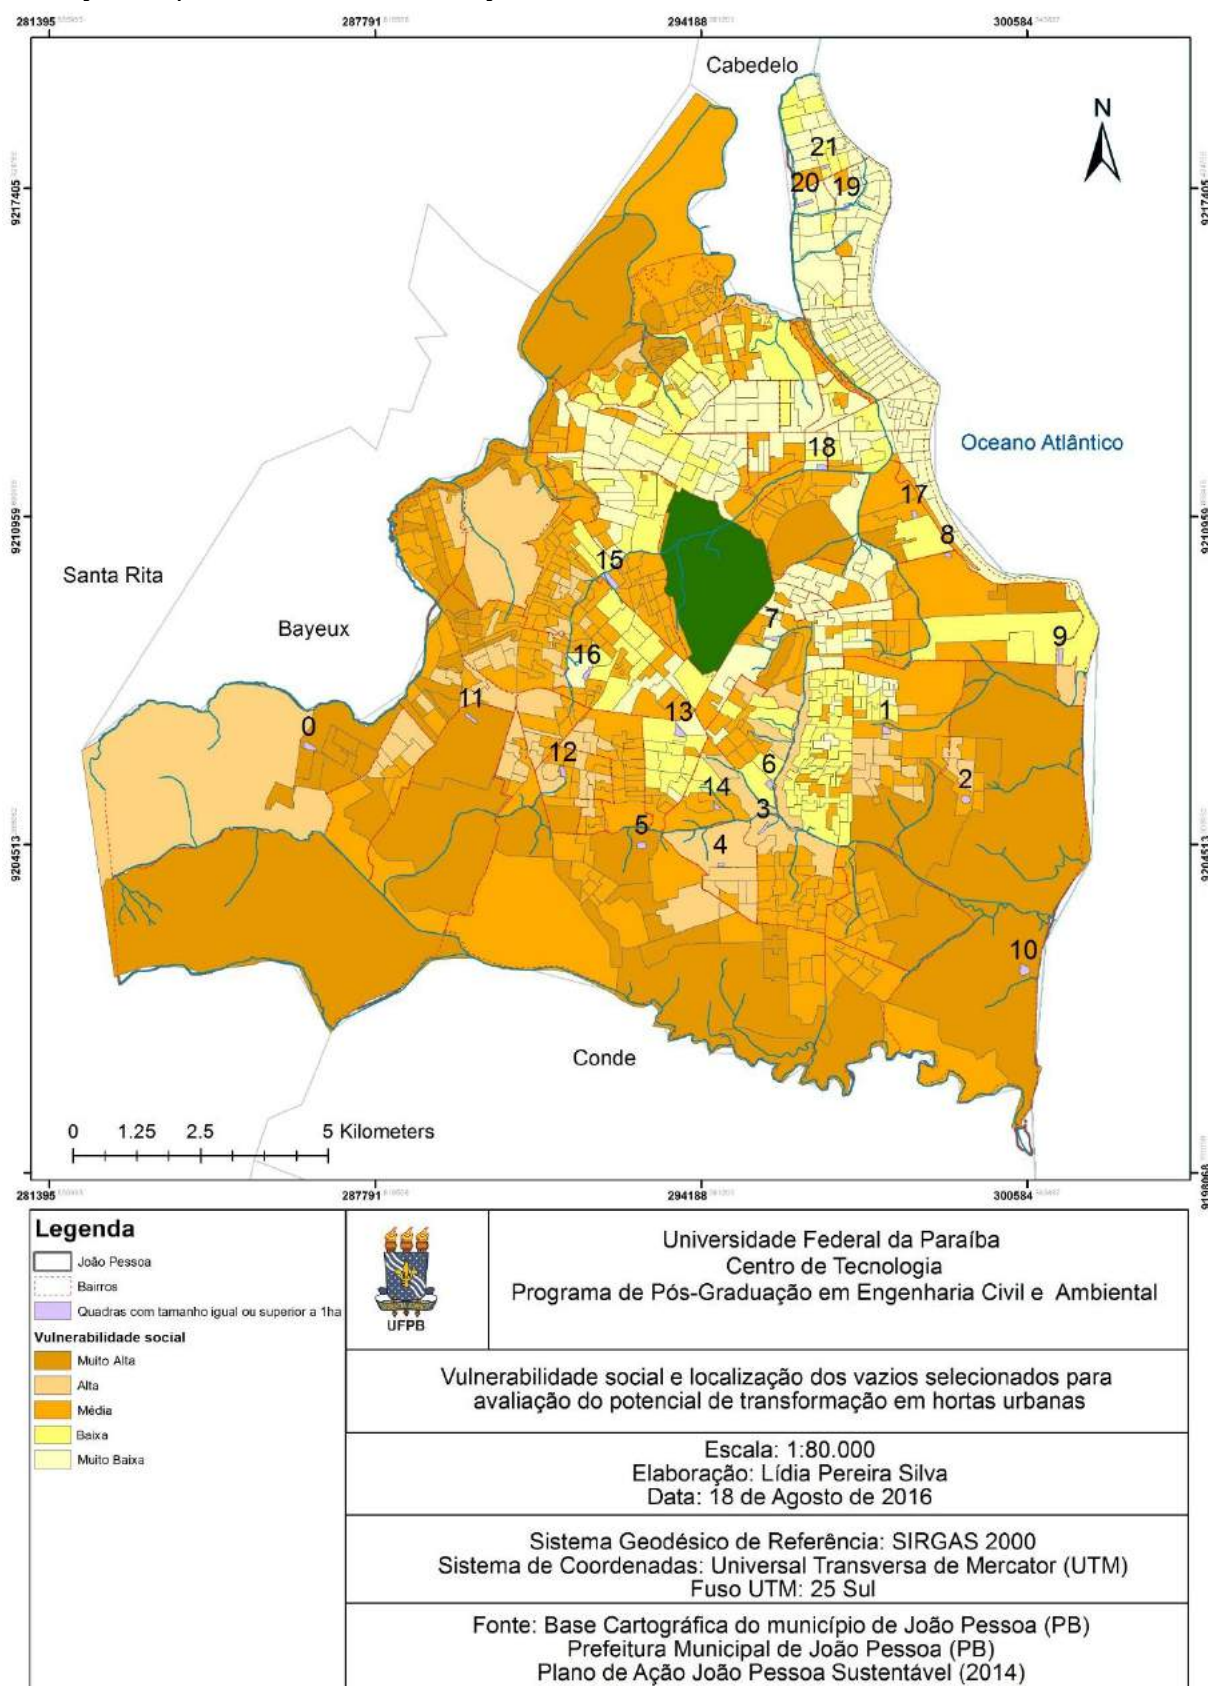 281395
287791
294188
300584
Cabedelo
N
21
20
19
9217405
9217405
18
Oceano Atlântico
17
8
9210959
9210959
Santa Rita
15
Bayeux
7
9
16
11
13
1
0
12
6
2
14
3
5
4
9204513
9204513
10
Conde
0 1.25 2.5 5 Kilometers
9198068
281395
287791
294188
300584
Legenda
João Pessoa
Bairros
Quadras com tamanho igual ou superior a 1ha
Vulnerabilidade social
Muito Alta
Alta
Média
Baixa
Muito Baixa
UFPB
Universidade Federal da Paraíba
Centro de Tecnologia
Programa de Pós-Graduação em Engenharia Civil e Ambiental
Vulnerabilidade social e localização dos vazios selecionados para
avaliação do potencial de transformação em hortas urbanas
Escala: 1:80.000
Elaboração: Lídia Pereira Silva
Data: 18 de Agosto de 2016
Sistema Geodésico de Referência: SIRGAS 2000
Sistema de Coordenadas: Universal Transversa de Mercator (UTM)
Fuso UTM: 25 Sul
Fonte: Base Cartográfica do município de João Pessoa (PB)
Prefeitura Municipal de João Pessoa (PB)
Plano de Ação João Pessoa Sustentável (2014)